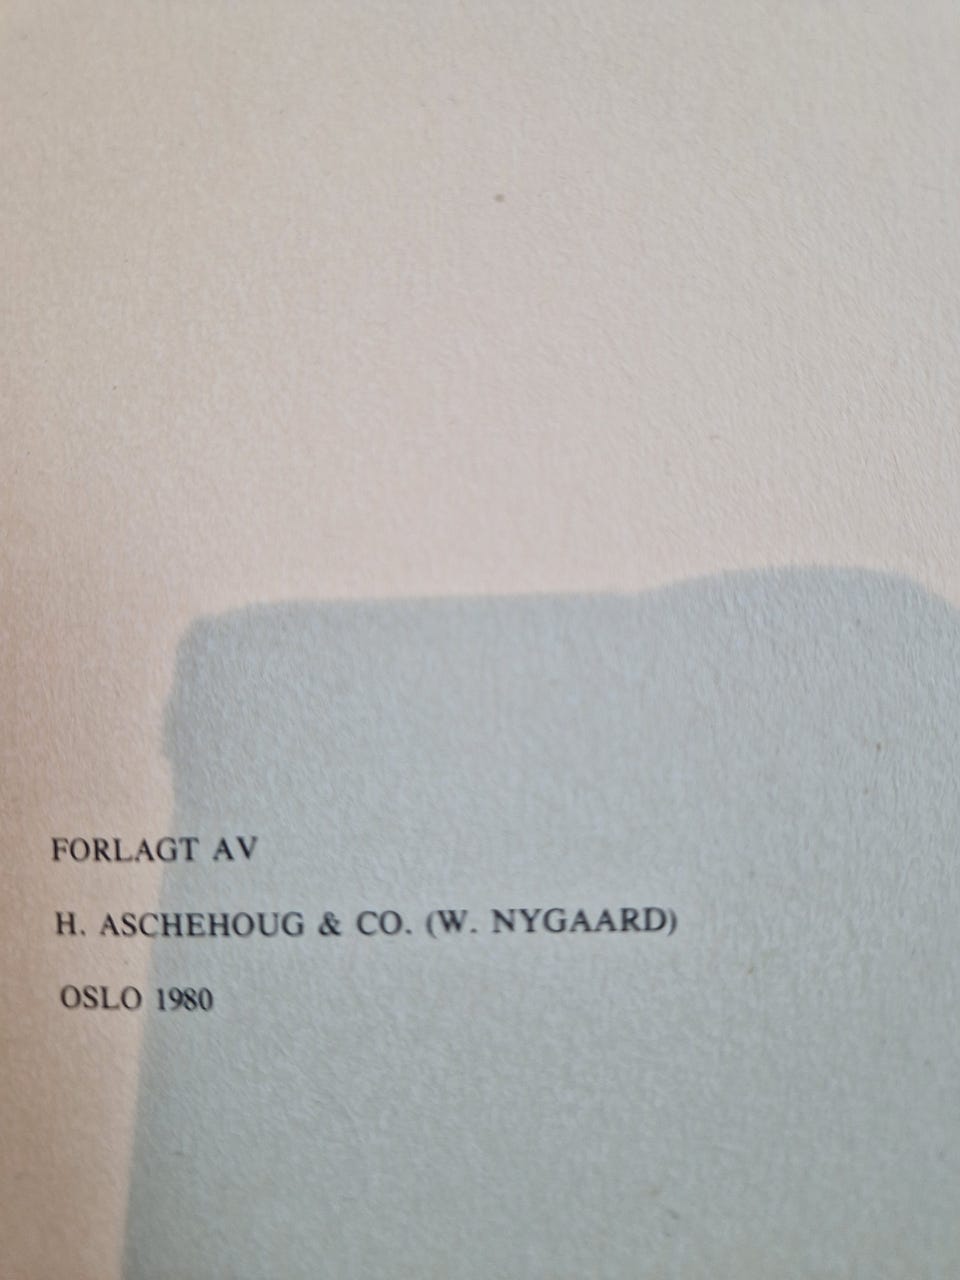 FORLAGT AV
H. ASCHEHOUG & CO. (W. NYGAARD)
OSLO 1980